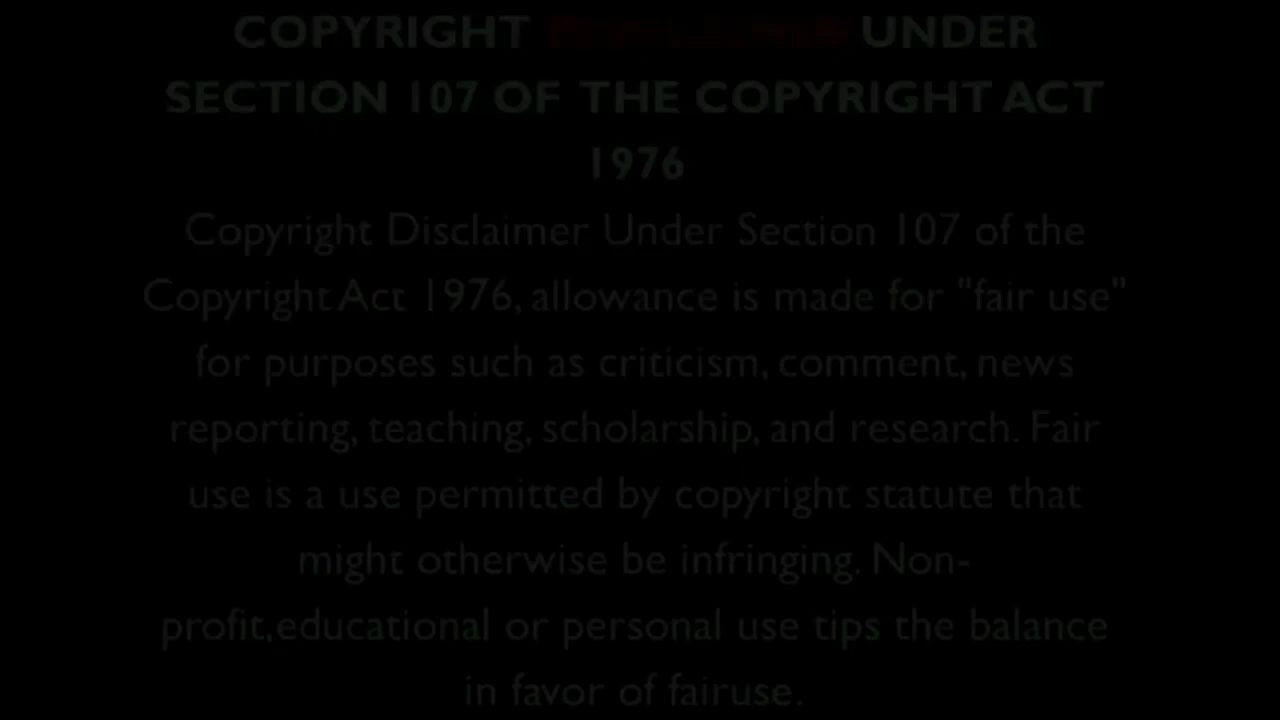 COPYRIGHT UNDER
SECTION 107 OF THE COPYRIGHT ACT
1976
Copyright Disclaimer Under Section 107 of the
Copyright Act 1976, allowance is made for "fair use"
for purposes such as criticism, comment, news
reporting, teaching, scholarship, and research. Fair
use is a use permitted by copyright statute that
might otherwise be infringing. Non-
profit,educational or personal use tips the balance
in favor of fairuse.